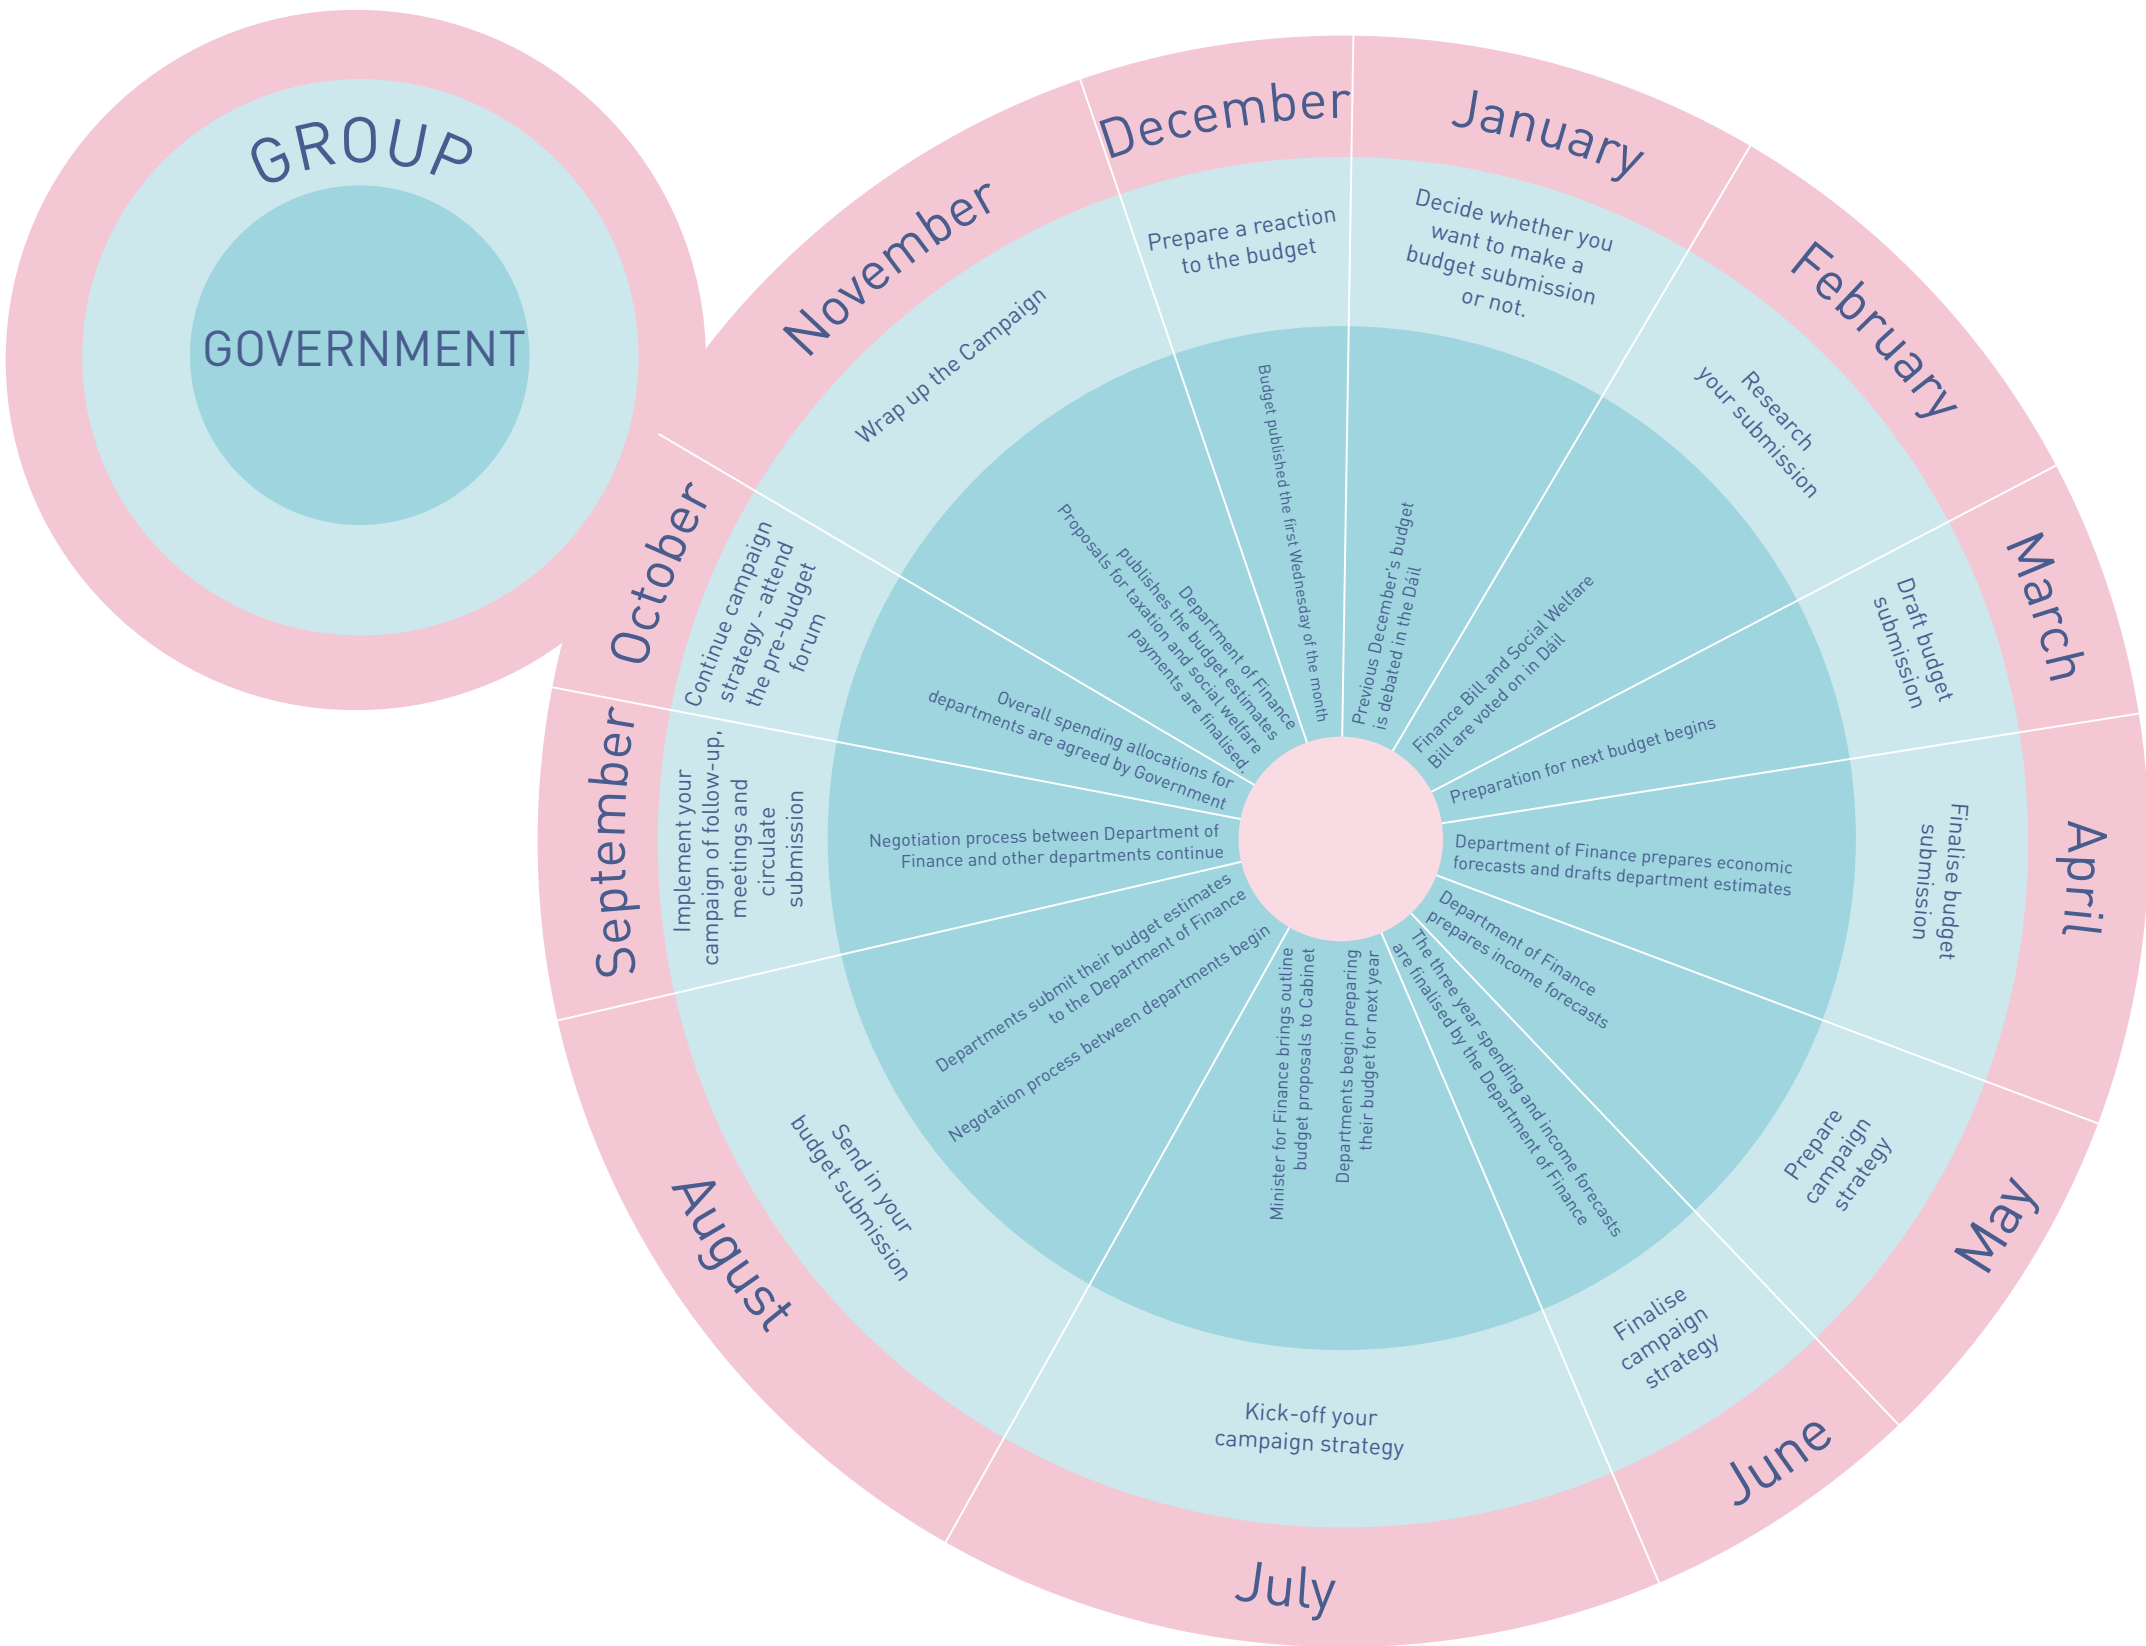 GROUP
GOVERNMENT
December
Prepare a reaction
to the budget
Budget published the first Wednesday of the month
January
Decide whether you
want to make a
budget submission
or not.
Previous December's budget
is debated in the Dáil
February
Research
your submission
Finance Bill and Social Welfare
Bill are voted on in Dáil
March
Draft budget
submission
Preparation for next budget begins
April
Finalise budget
submission
Department of Finance prepares economic
forecasts and drafts department estimates
May
Prepare
campaign
strategy
Department of Finance
prepares income forecasts
June
Finalise
campaign
strategy
The three year spending and income forecasts
are finalised by the Department of Finance
July
Kick-off your
campaign strategy
Departments begin preparing
their budget for next year
Minister for Finance brings outline
budget proposals to Cabinet
August
Send in your
budget submission
Departments submit their budget estimates
to the Department of Finance
Negotation process between departments begin
September
Implement your
campaign of follow-up,
meetings and
circulate
submission
Negotiation process between Department of
Finance and other departments continue
October
Continue campaign
strategy - attend
the pre-budget
forum
Overall spending allocations for
departments are agreed by Government
November
Wrap up the Campaign
Department of Finance
publishes the budget estimates
Proposals for taxation and social welfare
payments are finalised.